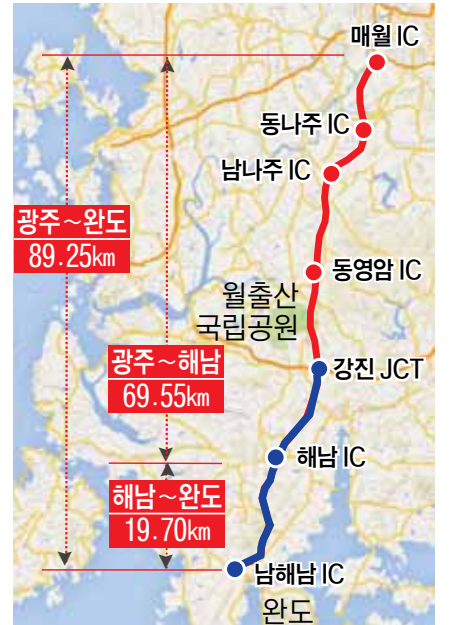 매월 IC
동나주 IC
남나주 IC
광주~완도
89.25km
동영암 IC
월출산
국립공원
광주~해남
69.55km
강진 JCT
해남 IC
해남~완도
19.70km
남해남 IC
완도